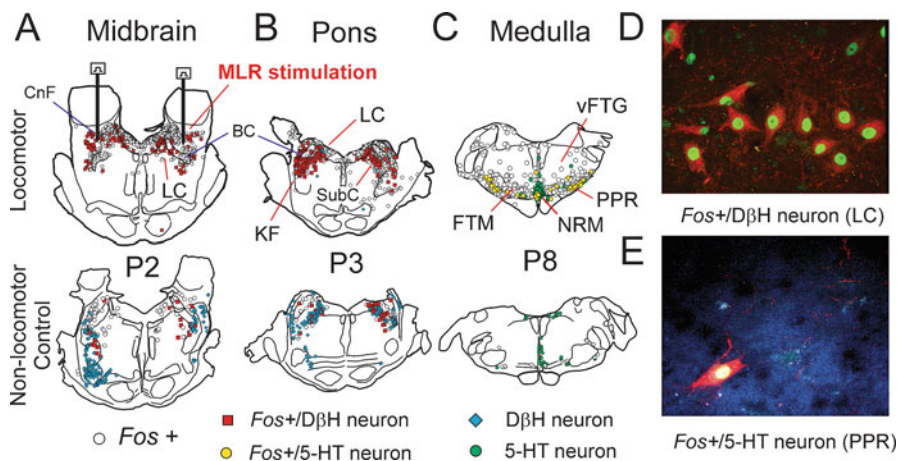 A Midbrain
B Pons
C Medulla
D
MLR stimulation
CnF
LC
vFTG
BC
Locomotor
LC
SubC
PPR
KF
FTM
NRM
Fos+/DβH neuron (LC)
P2
P3
P8
E
Non-locomotor
Control
Fos +
Fos+/DβH neuron
DβH neuron
Fos+/5-HT neuron
5-HT neuron
Fos+/5-HT neuron (PPR)